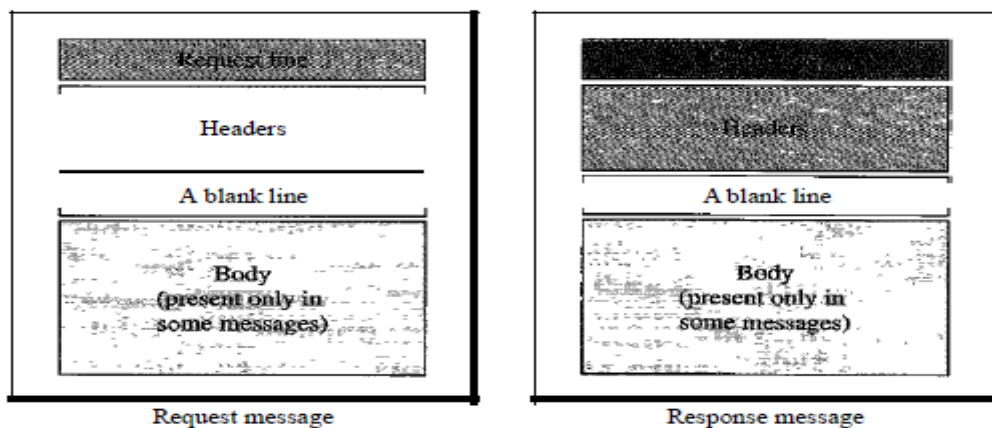 Request line
Headers
A blank line
Body
(present only in
some messages)
Request message
Headers
A blank line
Body
(present only in
some messages)
Response message